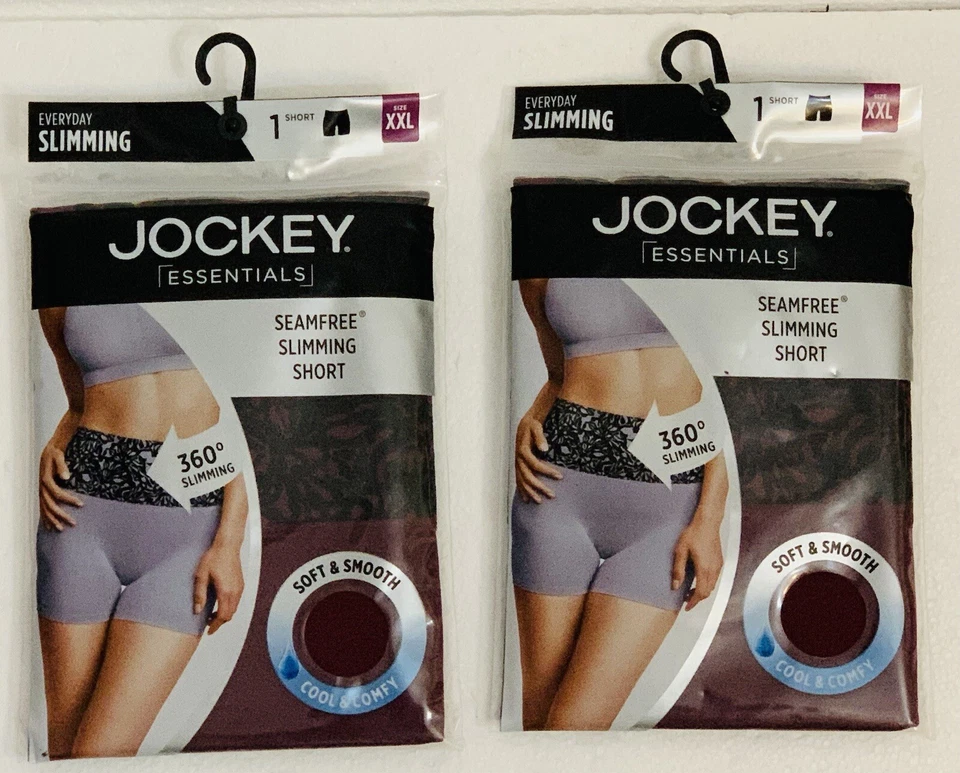 EVERYDAY
SLIMMING
1 SHORT
SIZE
XXL
JOCKEY.
ESSENTIALS
SEAMFREE®
SLIMMING
SHORT
360°
SLIMMING
SOFT & SMOOTH
COOL & COMFY
EVERYDAY
SLIMMING
1 SHORT
SIZE
XXL
JOCKEY.
ESSENTIALS
SEAMFREE®
SLIMMING
SHORT
360°
SLIMMING
SOFT & SMOOTH
COOL & COMFY